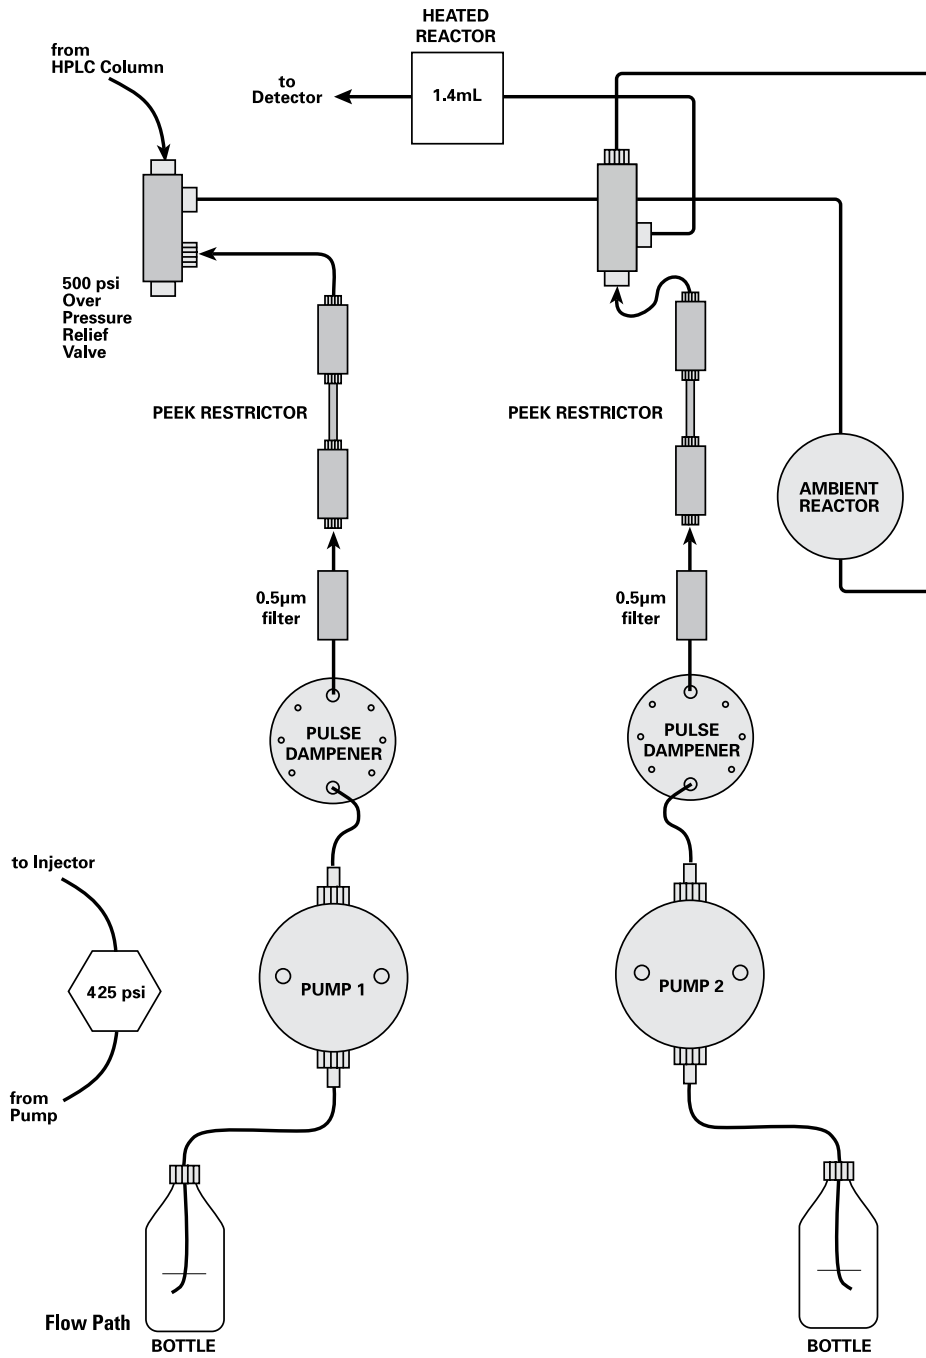 HEATED
REACTOR
from
HPLC Column
to
Detector
1.4mL
500 psi
Over
Pressure
Relief
Valve
PEEK RESTRICTOR
PEEK RESTRICTOR
AMBIENT
REACTOR
0.5µm
filter
0.5µm
filter
PULSE
DAMPENER
PULSE
DAMPENER
to Injector
425 psi
PUMP 1
PUMP 2
from
Pump
Flow Path
BOTTLE
BOTTLE